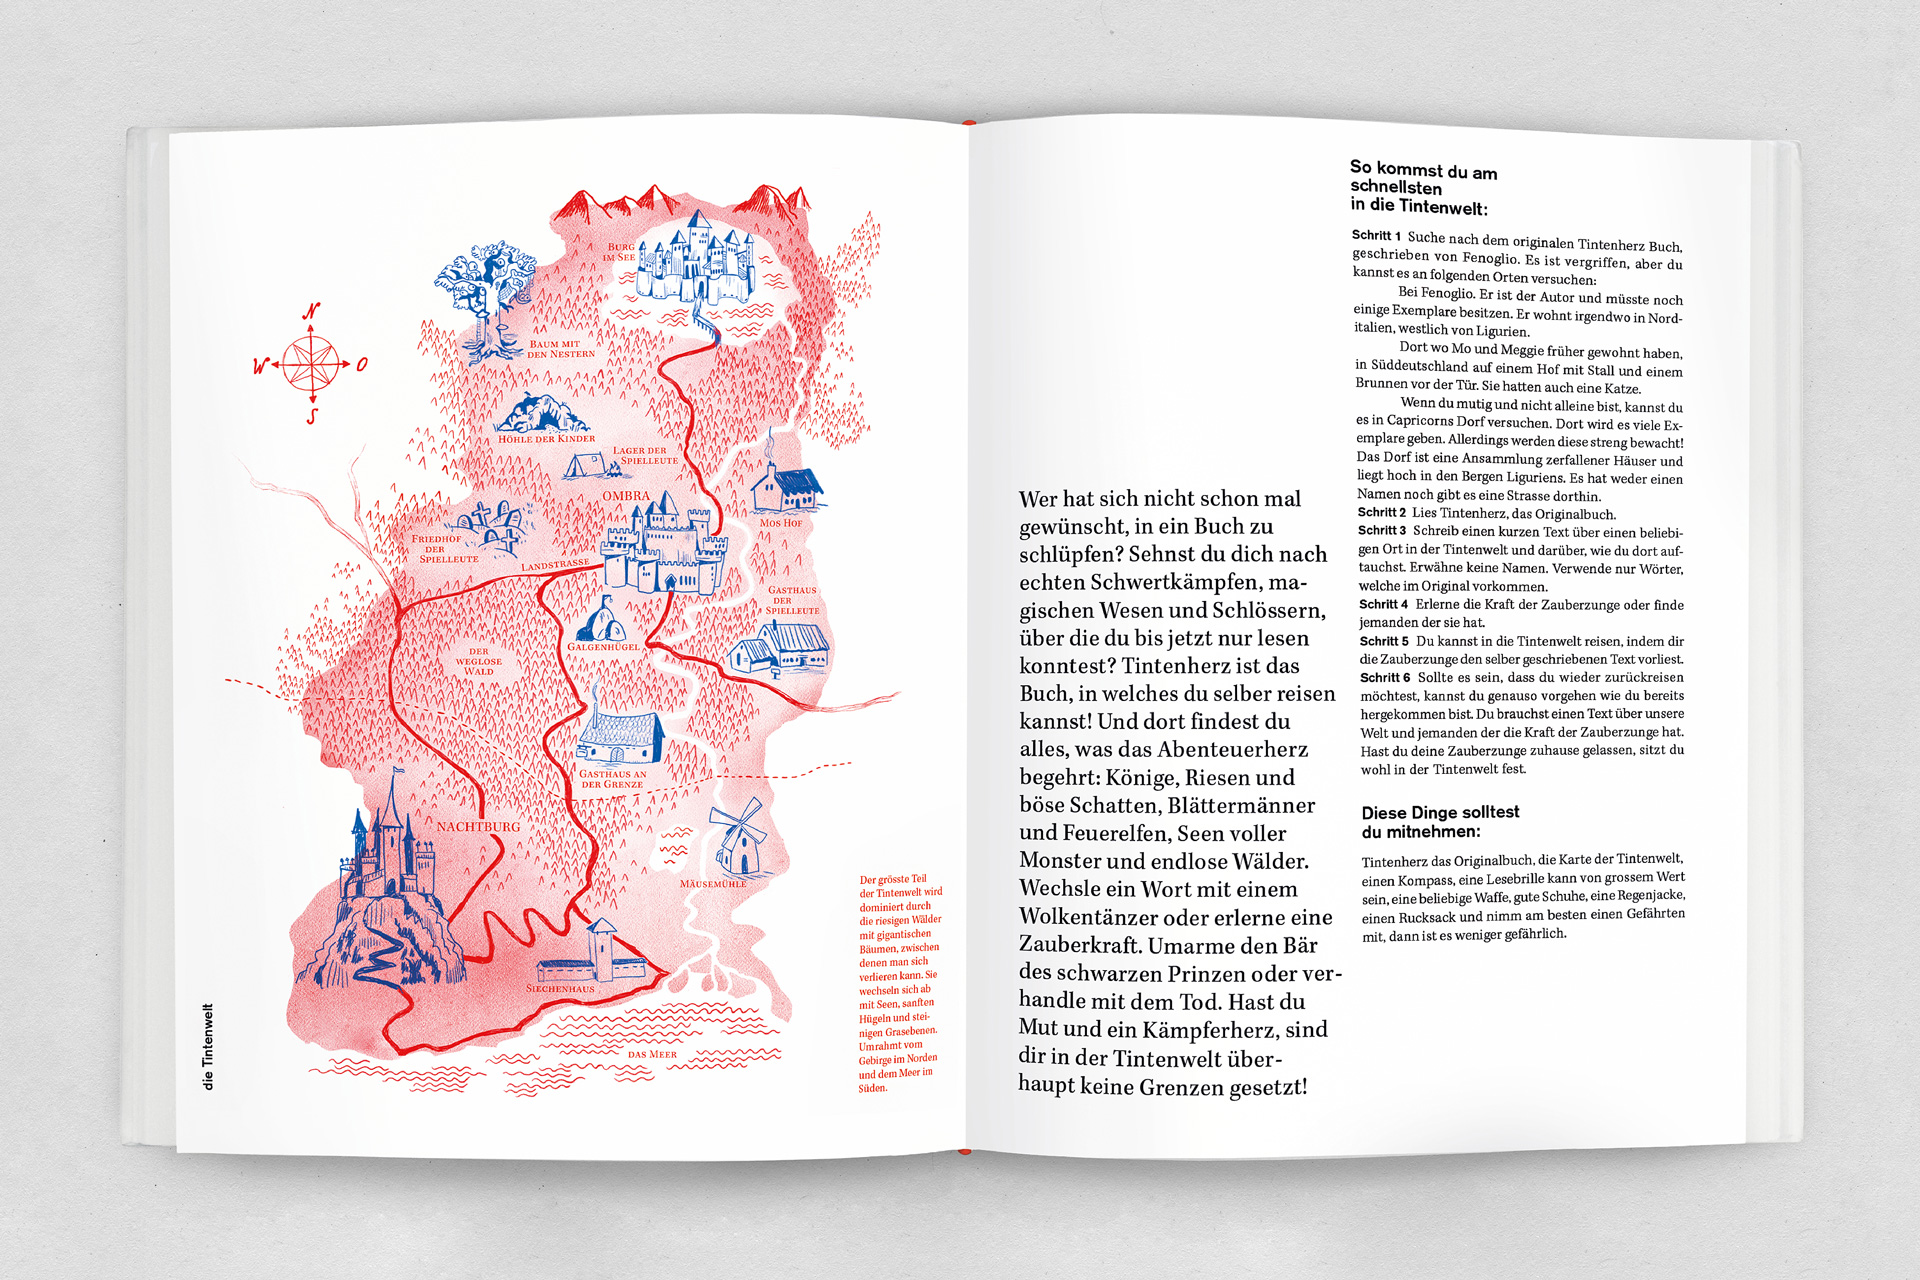 N
W
O
S
BURG
IM SEE
BAUM MIT
DEN NESTERN
HÖHLE DER KINDER
LAGER DER
SPIELLEUTE
OMBRA
MOS HOF
FRIEDHOF
DER
SPIELLEUTE
LANDSTRASSE
GASTHAUS
DER
SPIELLEUTE
GALGENHÜGEL
DER
WEGLOSE
WALD
GASTHAUS AN
DER GRENZE
NACHTBURG
MÄUSEMÜHLE
SIECHENHAUS
DAS MEER
die Tintenwelt
Der grösste Teil
der Tintenwelt wird
dominiert durch
die riesigen Wälder
mit gigantischen
Bäumen, zwischen
denen man sich
verlieren kann. Sie
wechseln sich ab
mit Seen, sanften
Hügeln und stei-
nigen Grasebenen.
Umrahmt vom
Gebirge im Norden
und dem Meer im
Süden.
Wer hat sich nicht schon mal
gewünscht, in ein Buch zu
schlüpfen? Sehnst du dich nach
echten Schwertkämpfen, ma-
gischen Wesen und Schlössern,
über die du bis jetzt nur lesen
konntest? Tintenherz ist das
Buch, in welches du selber reisen
kannst! Und dort findest du
alles, was das Abenteuerherz
begehrt: Könige, Riesen und
böse Schatten, Blättermänner
und Feuerelfen, Seen voller
Monster und endlose Wälder.
Wechsle ein Wort mit einem
Wolkentänzer oder erlerne eine
Zauberkraft. Umarme den Bär
des schwarzen Prinzen oder ver-
handle mit dem Tod. Hast du
Mut und ein Kämpferherz, sind
dir in der Tintenwelt über-
haupt keine Grenzen gesetzt!
So kommst du am
schnellsten
in die Tintenwelt:
Schritt 1 Suche nach dem originalen Tintenherz Buch,
geschrieben von Fenoglio. Es ist vergriffen, aber du
kannst es an folgenden Orten versuchen:
Bei Fenoglio. Er ist der Autor und müsste noch
einige Exemplare besitzen. Er wohnt irgendwo in Nord-
italien, westlich von Ligurien.
Dort wo Mo und Meggie früher gewohnt haben,
in Süddeutschland auf einem Hof mit Stall und einem
Brunnen vor der Tür. Sie hatten auch eine Katze.
Wenn du mutig und nicht alleine bist, kannst du
es in Capricorns Dorf versuchen. Dort wird es viele Ex-
emplare geben. Allerdings werden diese streng bewacht!
Das Dorf ist eine Ansammlung zerfallener Häuser und
liegt hoch in den Bergen Liguriens. Es hat weder einen
Namen noch gibt es eine Strasse dorthin.
Schritt 2 Lies Tintenherz, das Originalbuch.
Schritt 3 Schreib einen kurzen Text über einen beliebi-
gen Ort in der Tintenwelt und darüber, wie du dort auf-
tauchst. Erwähne keine Namen. Verwende nur Wörter,
welche im Original vorkommen.
Schritt 4 Erlerne die Kraft der Zauberzunge oder finde
jemanden der sie hat.
Schritt 5 Du kannst in die Tintenwelt reisen, indem dir
die Zauberzunge den selber geschriebenen Text vorliest.
Schritt 6 Sollte es sein, dass du wieder zurückreisen
möchtest, kannst du genauso vorgehen wie du bereits
hergekommen bist. Du brauchst einen Text über unsere
Welt und jemanden der die Kraft der Zauberzunge hat.
Hast du deine Zauberzunge zuhause gelassen, sitzt du
wohl in der Tintenwelt fest.
Diese Dinge solltest
du mitnehmen:
Tintenherz das Originalbuch, die Karte der Tintenwelt,
einen Kompass, eine Lesebrille kann von grossem Wert
sein, eine beliebige Waffe, gute Schuhe, eine Regenjacke,
einen Rucksack und nimm am besten einen Gefährten
mit, dann ist es weniger gefährlich.